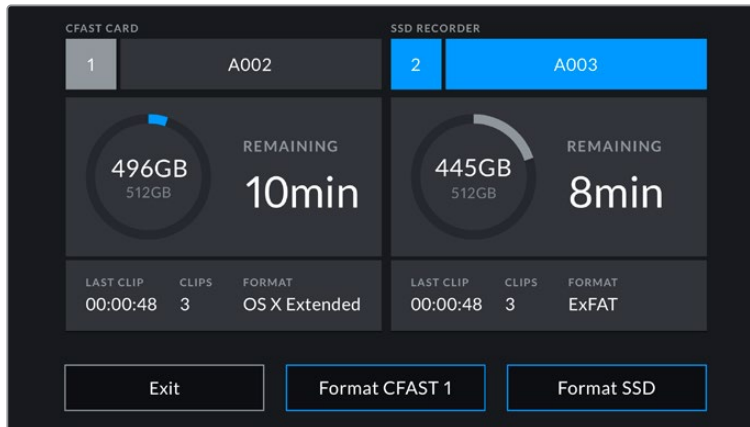 CFAST CARD
1 A002
496GB
512GB
REMAINING
10min
LAST CLIP CLIPS FORMAT
00:00:48 3 OS X Extended
SSD RECORDER
2 A003
445GB
512GB
REMAINING
8min
LAST CLIP CLIPS FORMAT
00:00:48 3 ExFAT
Exit
Format CFAST 1
Format SSD